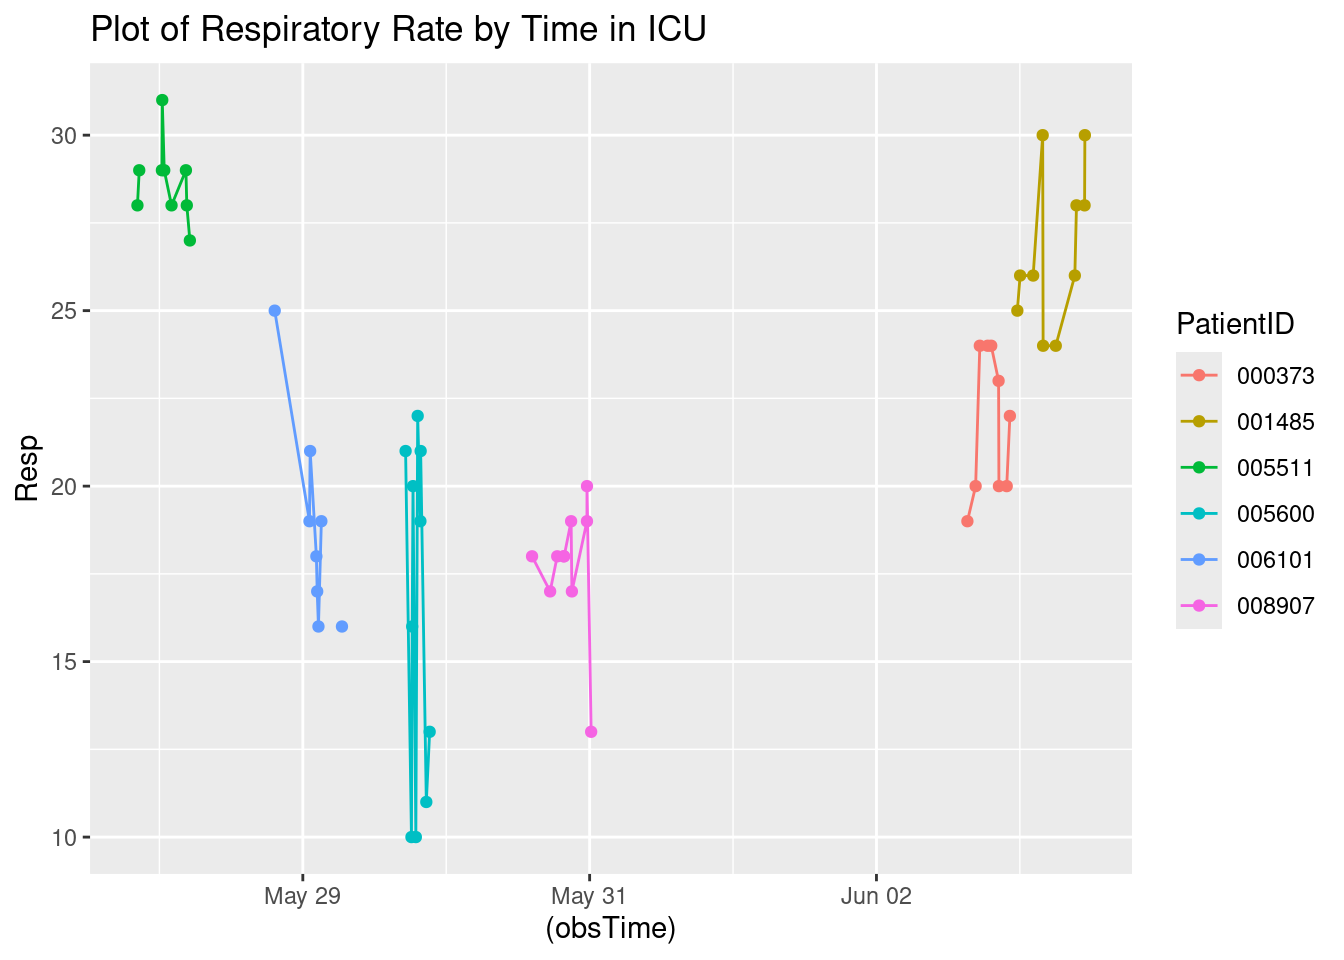 Plot of Respiratory Rate by Time in ICU
30
25
20
15
10
Resp
May 29
May 31
Jun 02
(obsTime)
PatientID
000373
001485
005511
005600
006101
008907